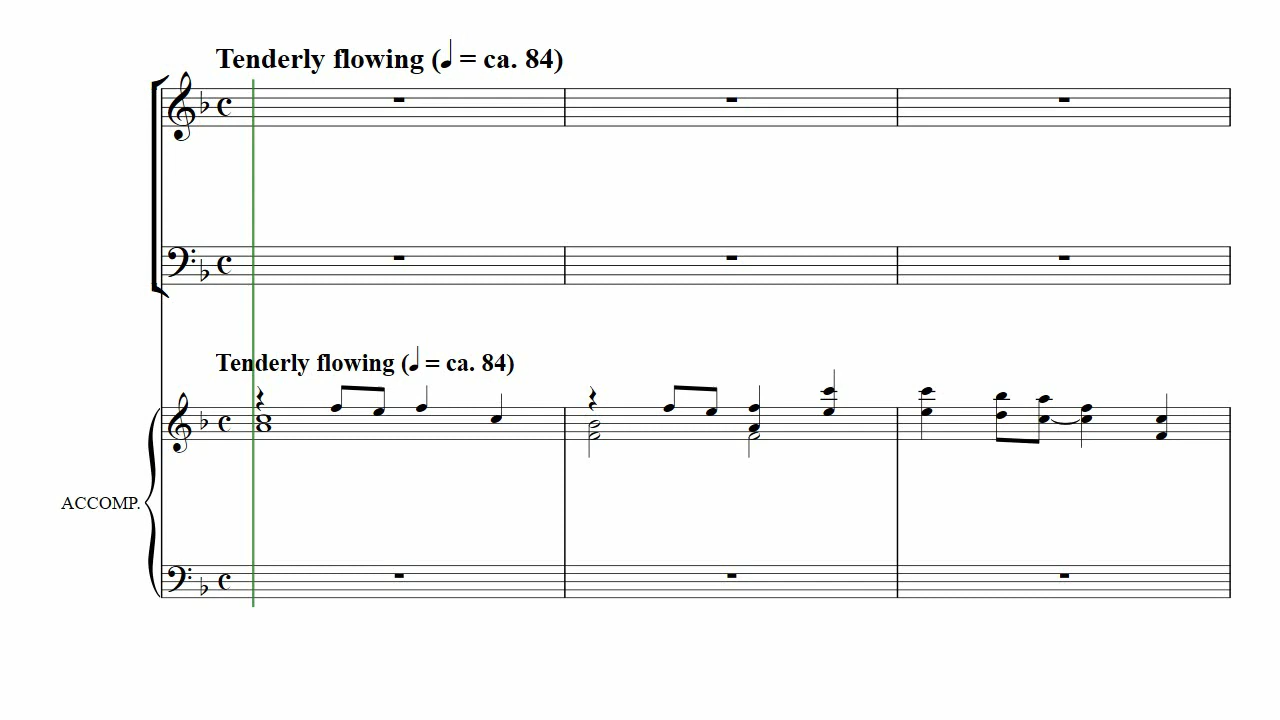 Tenderly flowing (♩ = ca. 84)
Tenderly flowing (♩ = ca. 84)
ACCOMP.